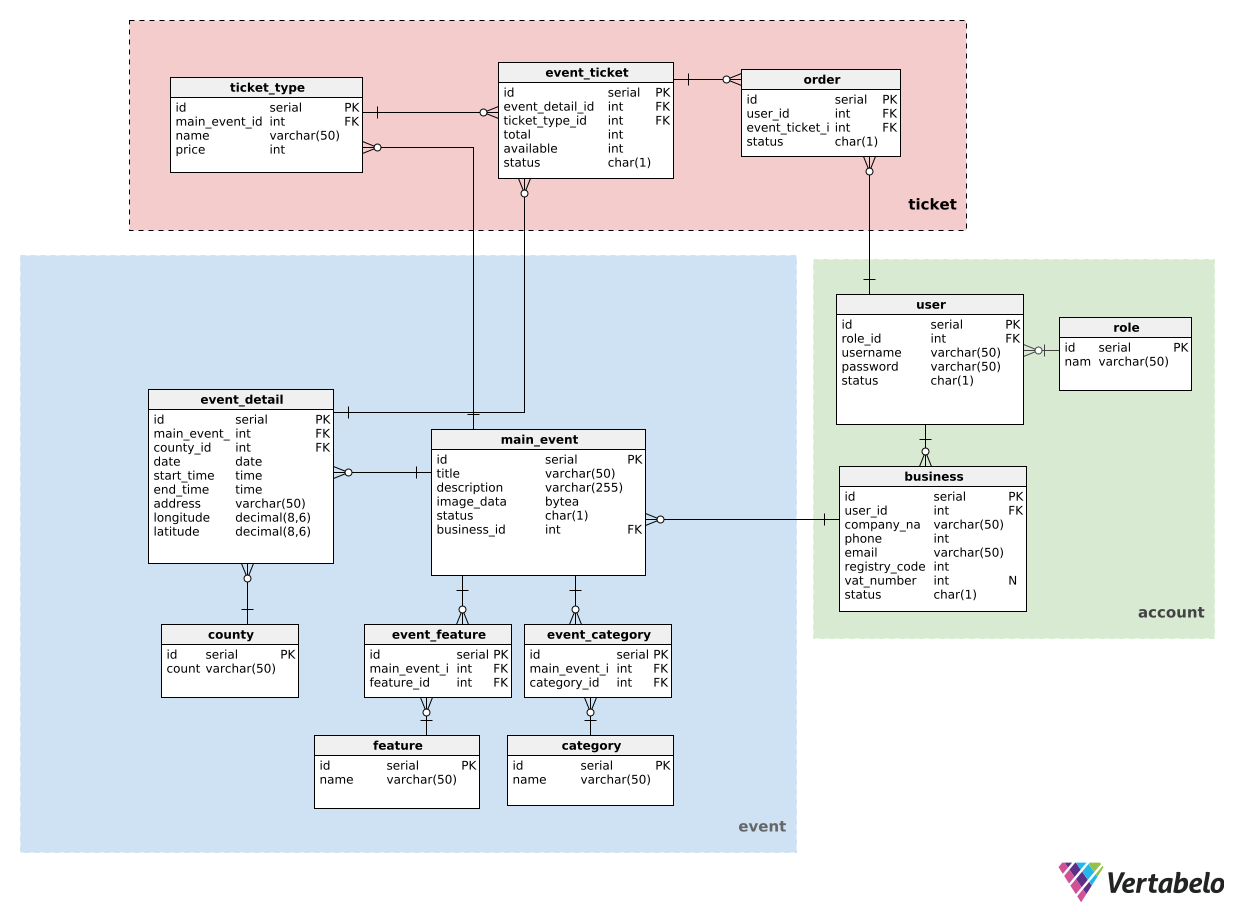 ticket_type
id serial PK
main_event_id int FK
name varchar(50)
price int
event_ticket
id serial PK
event_detail_id int FK
ticket_type_id int FK
total int
available int
status char(1)
order
id serial PK
user_id int FK
event_ticket_i int FK
status char(1)
ticket
user
id serial PK
role_id int FK
username varchar(50)
password varchar(50)
status char(1)
role
id serial PK
nam varchar(50)
event_detail
id serial PK
main_event_ int FK
county_id int FK
date date
start_time time
end_time time
address varchar(50)
longitude decimal(8,6)
latitude decimal(8,6)
main_event
id serial PK
title varchar(50)
description varchar(255)
image_data bytea
status char(1)
business_id int FK
business
id serial PK
user_id int FK
company_na varchar(50)
phone int
email varchar(50)
registry_code int
vat_number int N
status char(1)
account
county
id serial PK
count varchar(50)
event_feature
id serial PK
main_event_i int FK
feature_id int FK
event_category
id serial PK
main_event_i int FK
category_id int FK
feature
id serial PK
name varchar(50)
category
id serial PK
name varchar(50)
event
Vertabelo